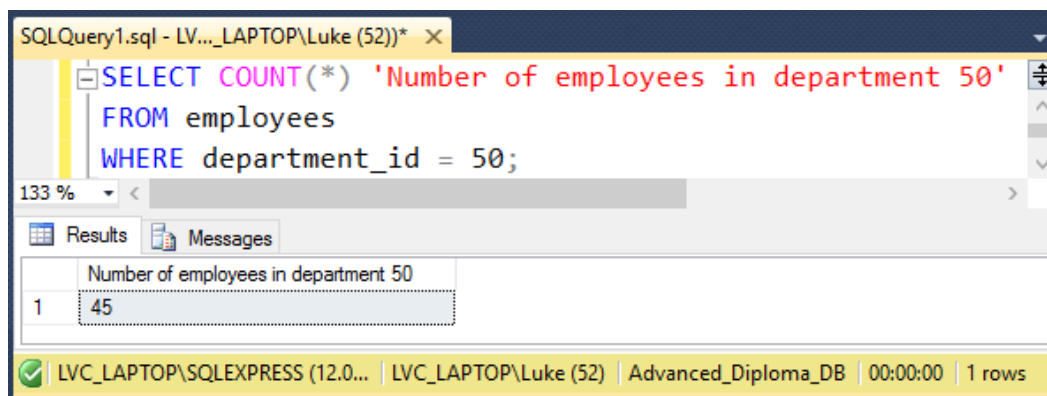 SQLQuery1.sql - LV..._LAPTOP\Luke (52))*
SELECT COUNT(*) 'Number of employees in department 50'
FROM employees
WHERE department_id = 50;
133 %
Results Messages
Number of employees in department 50
1 45
LVC_LAPTOP\SQLEXPRESS (12.0... LVC_LAPTOP\Luke (52) Advanced_Diploma_DB 00:00:00 1 rows